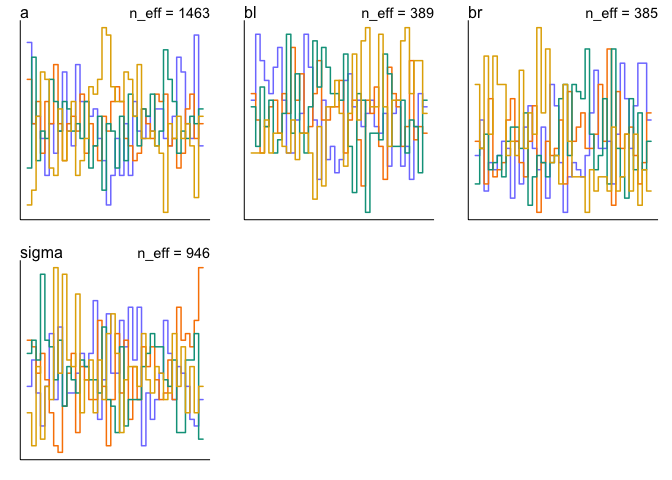 a n_eff = 1463
bl n_eff = 389
br n_eff = 385
sigma n_eff = 946